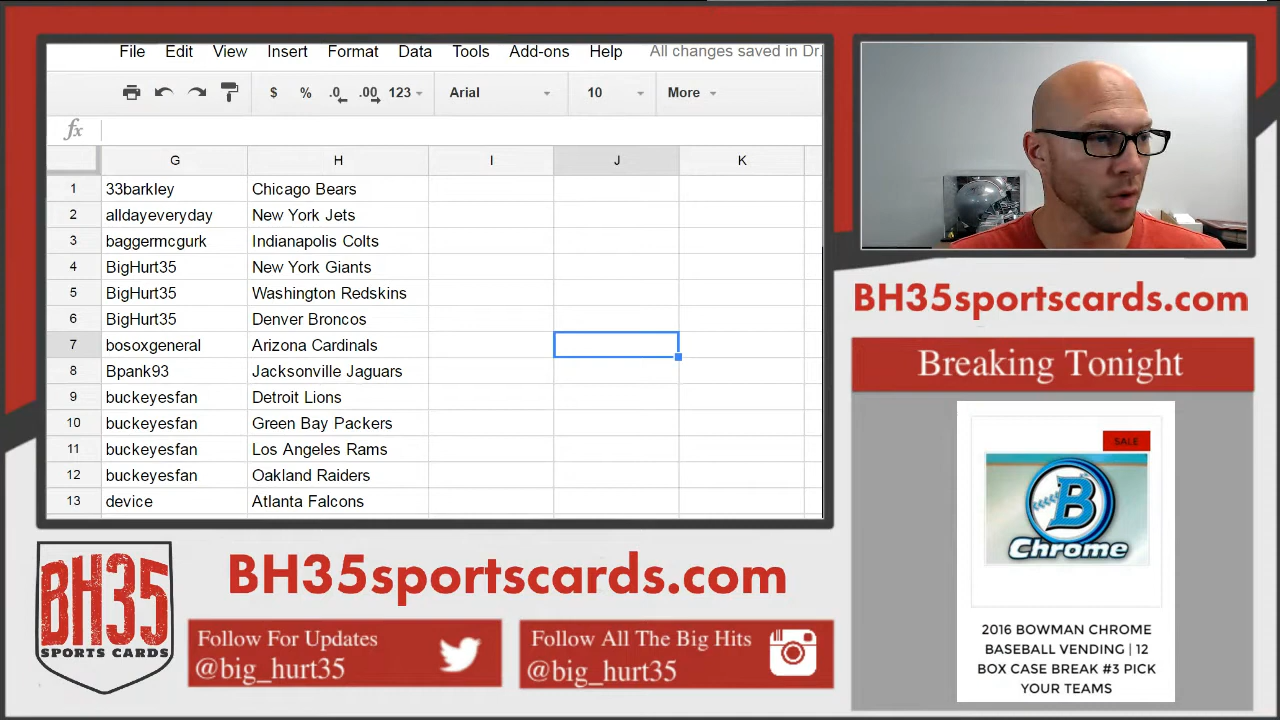 File Edit View Insert Format Data Tools Add-ons Help All changes saved in Dr.
$ % .0 .00 123 Arial 10 More
fx
G H I J K
1 33barkley Chicago Bears
2 alldayeveryday New York Jets
3 baggermcgurk Indianapolis Colts
4 BigHurt35 New York Giants
5 BigHurt35 Washington Redskins
6 BigHurt35 Denver Broncos
7 bosoxgeneral Arizona Cardinals
8 Bpank93 Jacksonville Jaguars
9 buckeyesfan Detroit Lions
10 buckeyesfan Green Bay Packers
11 buckeyesfan Los Angeles Rams
12 buckeyesfan Oakland Raiders
13 device Atlanta Falcons
BH35sportscards.com
Breaking Tonight
SALE
B
Chrome
2016 BOWMAN CHROME
BASEBALL VENDING | 12
BOX CASE BREAK #3 PICK
YOUR TEAMS
BH35
SPORTS CARDS
BH35sportscards.com
Follow For Updates
@big_hurt35
Follow All The Big Hits
@big_hurt35